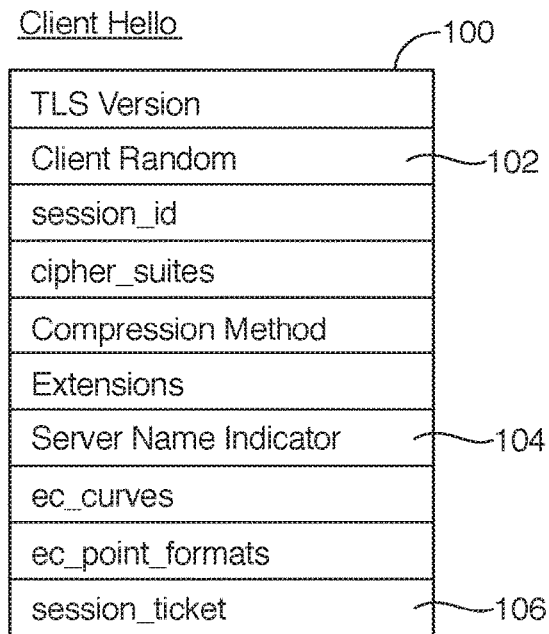 Client Hello
100
TLS Version
Client Random
102
session_id
cipher_suites
Compression Method
Extensions
Server Name Indicator
104
ec_curves
ec_point_formats
session_ticket
106